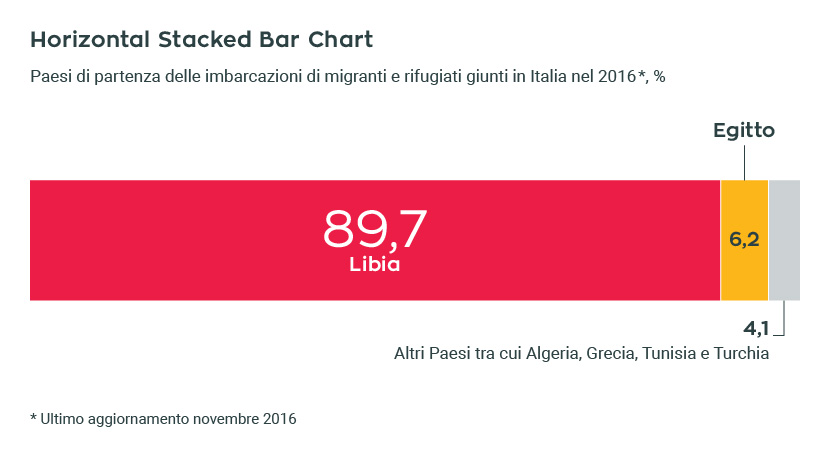 Horizontal Stacked Bar Chart
Paesi di partenza delle imbarcazioni di migranti e rifugiati giunti in Italia nel 2016*, %
Egitto
89,7
Libia
6,2
4,1
Altri Paesi tra cui Algeria, Grecia, Tunisia e Turchia
* Ultimo aggiornamento novembre 2016